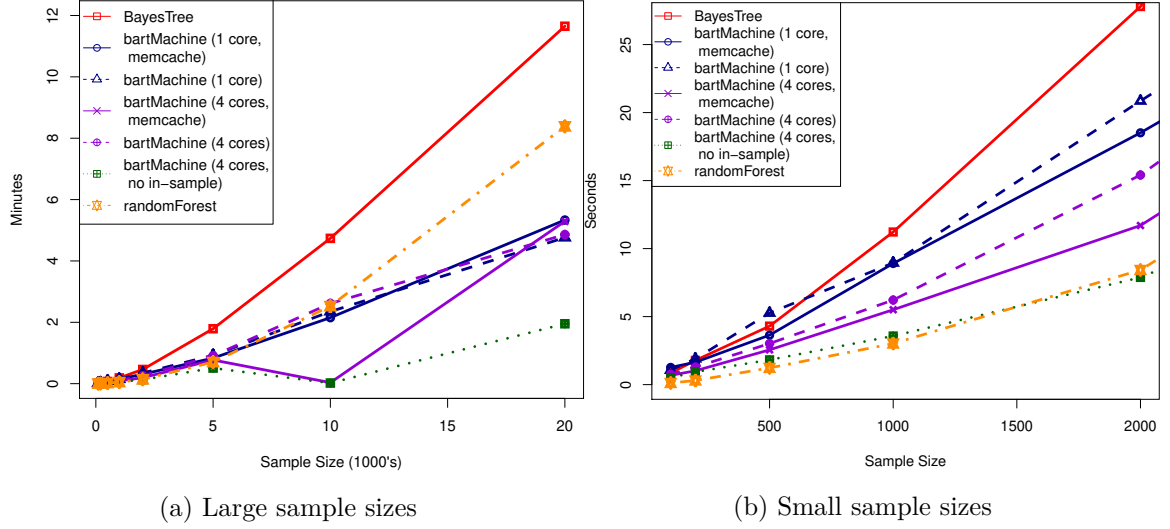 BayesTree
bartMachine (1 core,
memcache)
bartMachine (1 core)
bartMachine (4 cores,
memcache)
bartMachine (4 cores)
bartMachine (4 cores,
no in−sample)
randomForest
Minutes
12
10
8
6
4
2
0
0
5
10
15
20
Sample Size (1000's)
(a) Large sample sizes
BayesTree
bartMachine (1 core,
memcache)
bartMachine (1 core)
bartMachine (4 cores,
memcache)
bartMachine (4 cores)
bartMachine (4 cores,
no in−sample)
randomForest
Seconds
25
20
15
10
5
0
500
1000
1500
2000
Sample Size
(b) Small sample sizes